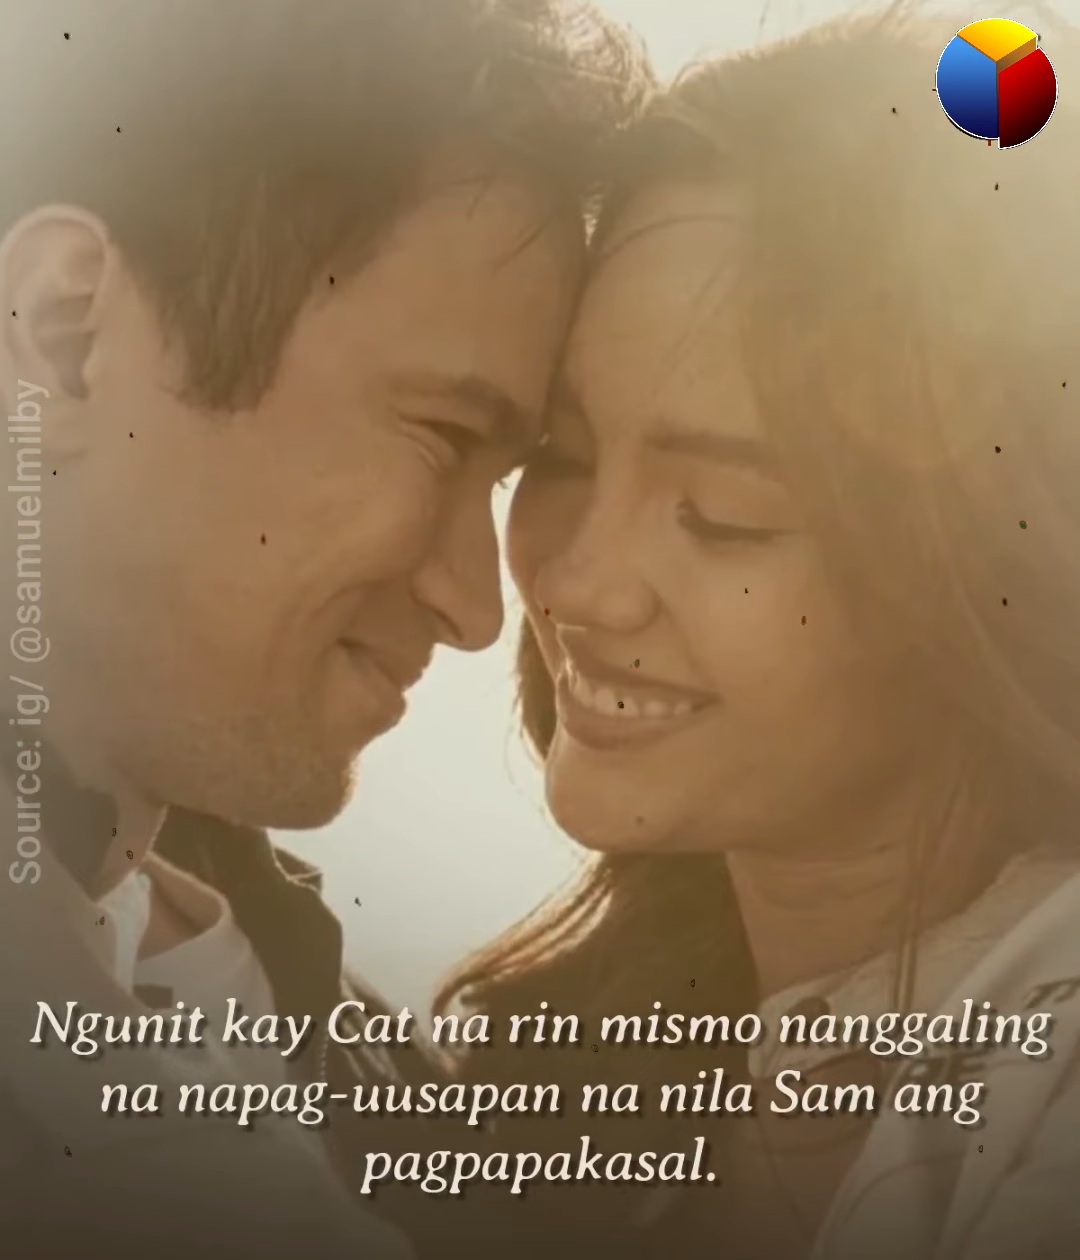 Source: ig/ @samuelmilby
Ngunit kay Cat na rin mismo nanggaling
na napag-uusapan na nila Sam ang
pagpapakasal.